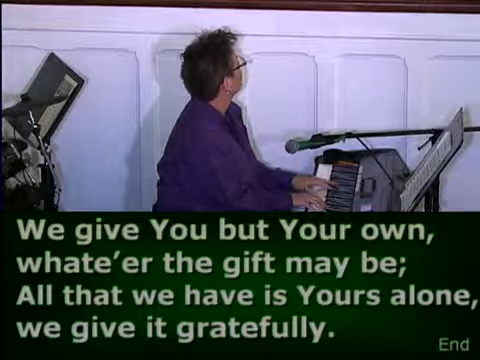 We give You but Your own,
whate'er the gift may be;
All that we have is Yours alone,
we give it gratefully.
End